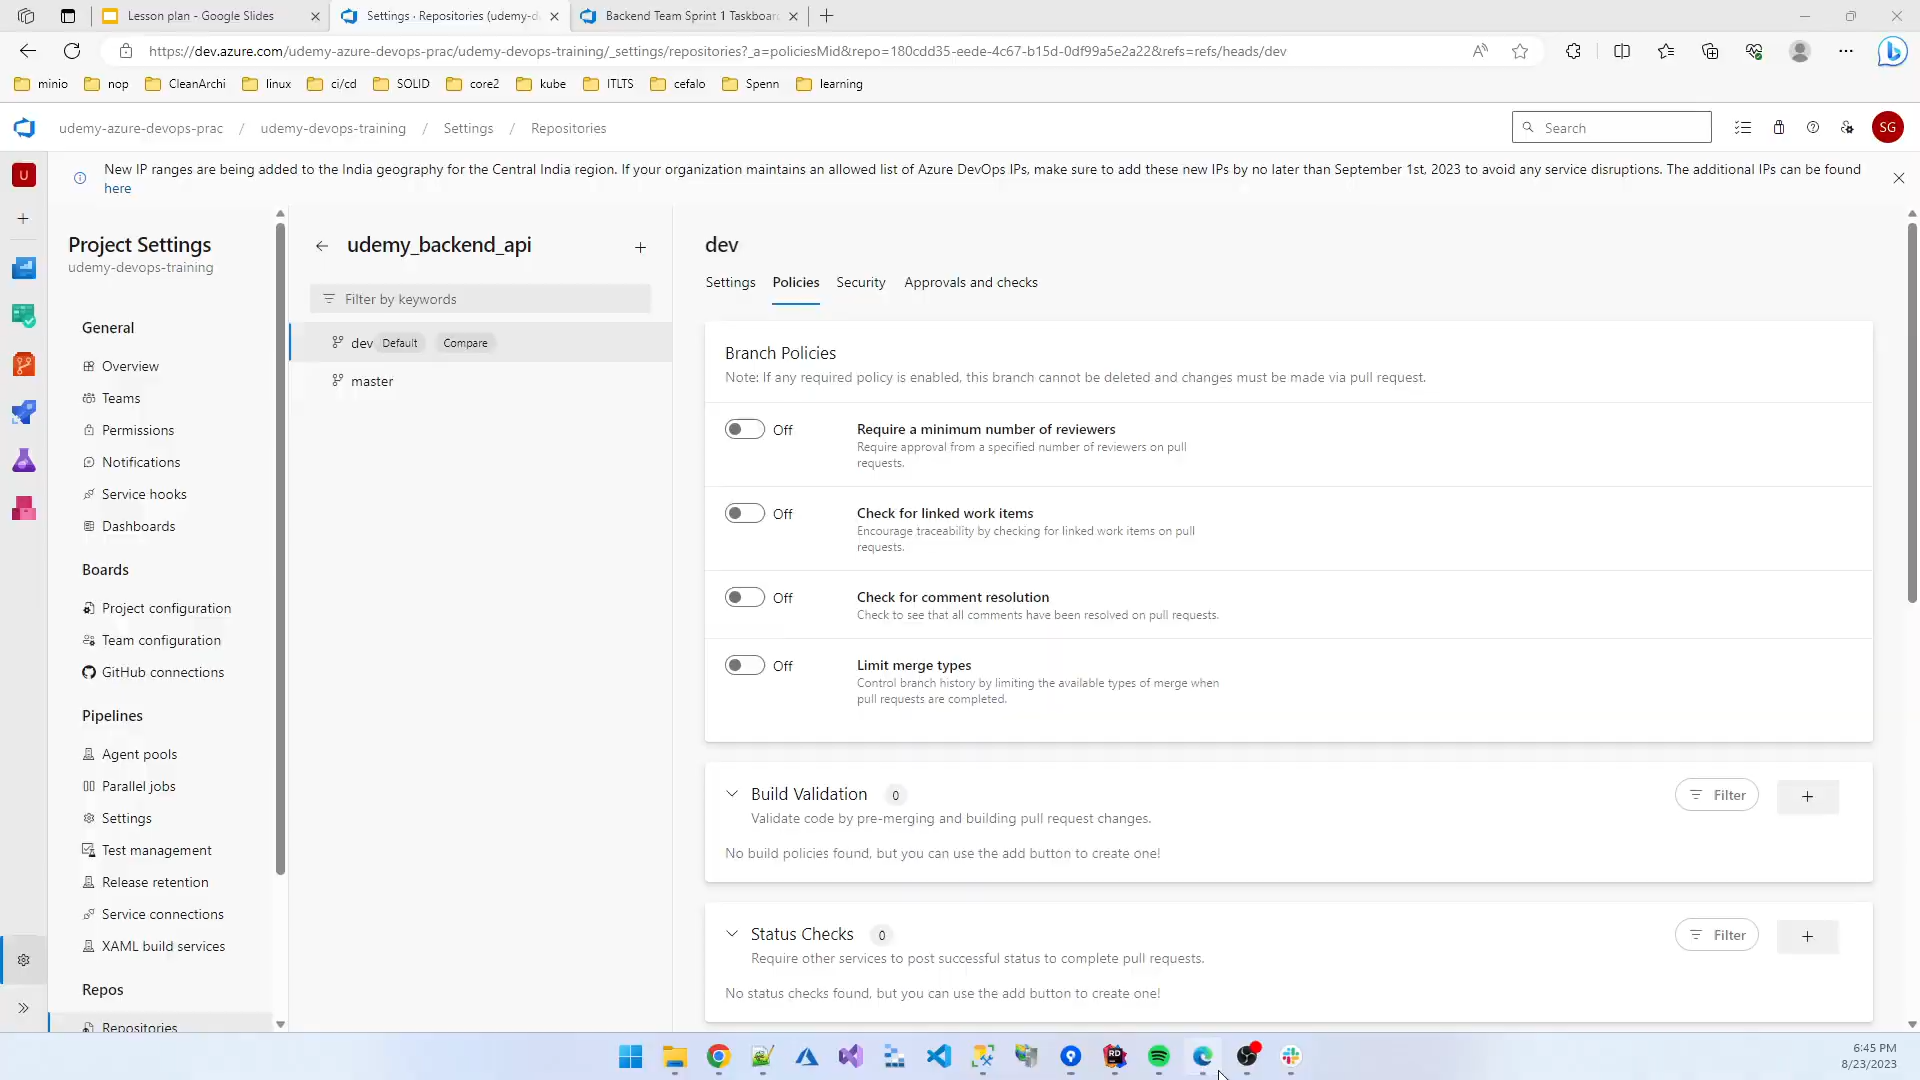 Lesson plan - Google Slides
Settings · Repositories (udemy-d
Backend Team Sprint 1 Taskboar
https://dev.azure.com/udemy-azure-devops-prac/udemy-devops-training/_settings/repositories?_a=policiesMid&repo=180cdd35-eede-4c67-b15d-0df99a5e2a22&refs=refs/heads/dev
minio
nop
CleanArchi
linux
ci/cd
SOLID
core2
kube
ITLTS
cefalo
Spenn
learning
udemy-azure-devops-prac / udemy-devops-training / Settings / Repositories
Search
SG
U
New IP ranges are being added to the India geography for the Central India region. If your organization maintains an allowed list of Azure DevOps IPs, make sure to add these new IPs by no later than September 1st, 2023 to avoid any service disruptions. The additional IPs can be found
here
Project Settings
udemy-devops-training
General
Overview
Teams
Permissions
Notifications
Service hooks
Dashboards
Boards
Project configuration
Team configuration
GitHub connections
Pipelines
Agent pools
Parallel jobs
Settings
Test management
Release retention
Service connections
XAML build services
Repos
Repositories
udemy_backend_api
Filter by keywords
dev Default Compare
master
dev
Settings Policies Security Approvals and checks
Branch Policies
Note: If any required policy is enabled, this branch cannot be deleted and changes must be made via pull request.
Off Require a minimum number of reviewers
Require approval from a specified number of reviewers on pull
requests.
Off Check for linked work items
Encourage traceability by checking for linked work items on pull
requests.
Off Check for comment resolution
Check to see that all comments have been resolved on pull requests.
Off Limit merge types
Control branch history by limiting the available types of merge when
pull requests are completed.
Build Validation 0
Filter
Validate code by pre-merging and building pull request changes.
No build policies found, but you can use the add button to create one!
Status Checks 0
Filter
Require other services to post successful status to complete pull requests.
No status checks found, but you can use the add button to create one!
RD
6:45 PM
8/23/2023